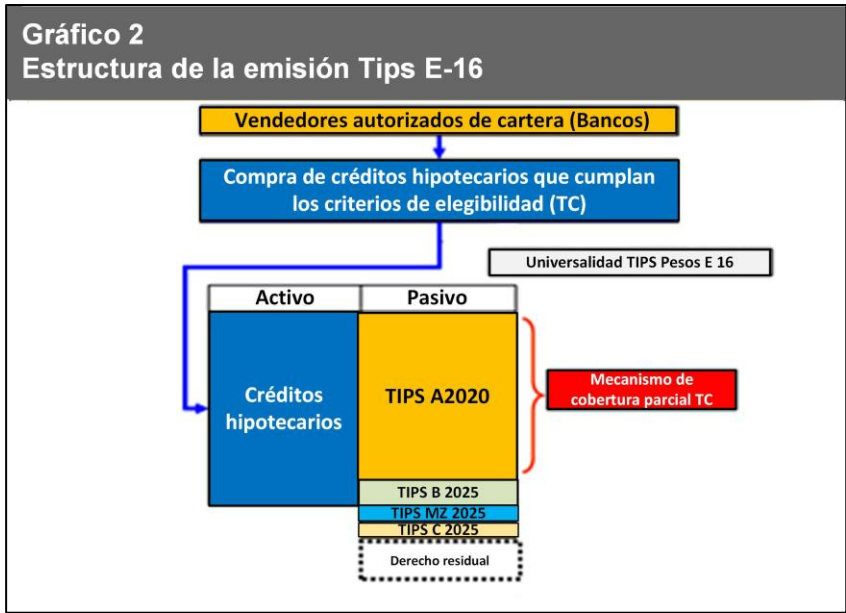 Gráfico 2
Estructura de la emisión Tips E-16
Vendedores autorizados de cartera (Bancos)
Compra de créditos hipotecarios que cumplan
los criterios de elegibilidad (TC)
Universalidad TIPS Pesos E 16
Activo
Pasivo
Créditos
hipotecarios
TIPS A2020
Mecanismo de
cobertura parcial TC
TIPS B 2025
TIPS MZ 2025
TIPS C 2025
Derecho residual